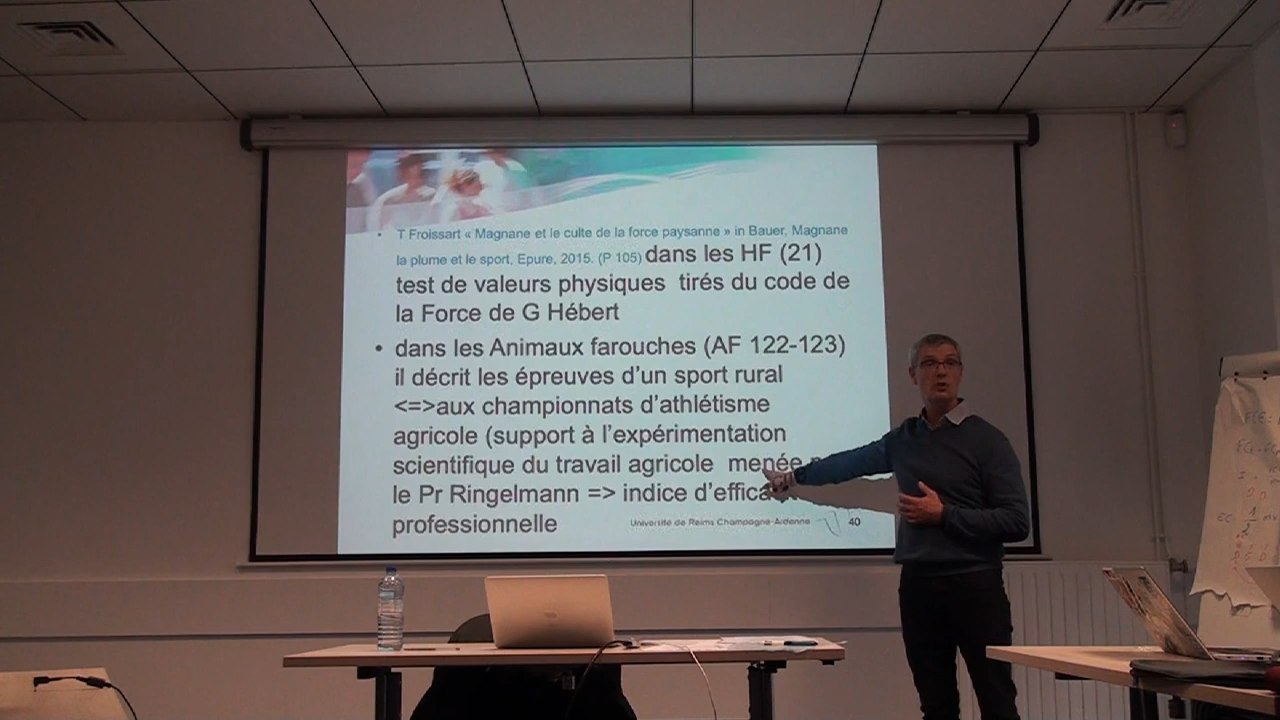 • T Froissart « Magnane et le culte de la force paysanne » in Bauer, Magnane
la plume et le sport, Epure, 2015. (P 105) dans les HF (21)
test de valeurs physiques tirés du code de
la Force de G Hébert
• dans les Animaux farouches (AF 122-123)
il décrit les épreuves d’un sport rural
<=>aux championnats d’athlétisme
agricole (support à l’expérimentation
scientifique du travail agricole menée
le Pr Ringelmann => indice
professionnelle
Université de Reims Champagne-Ardenne 40